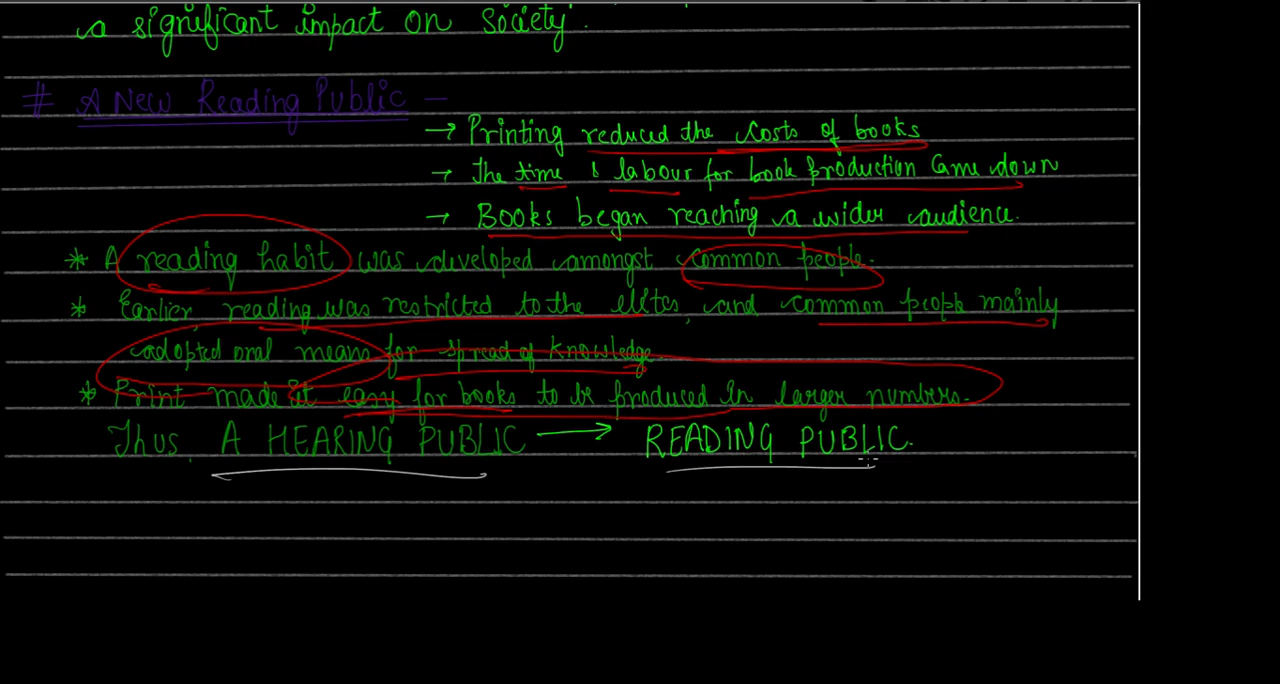 a significant impact on Society.
# A New Reading Public —
→ Printing reduced the costs of books
→ The time & labour for book production came down
→ Books began reaching a wider audience.
* A reading habit was developed amongst common people.
* Earlier, reading was restricted to the elites, and common people mainly
adopted oral means for spread of knowledge.
* Print made it easy for books to be produced in larger numbers.
Thus, A HEARING PUBLIC → READING PUBLIC.